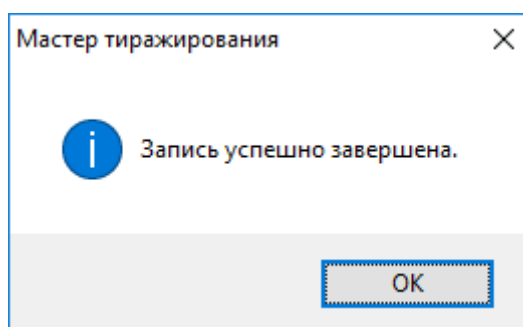 Мастер тиражирования
Запись успешно завершена.
OK